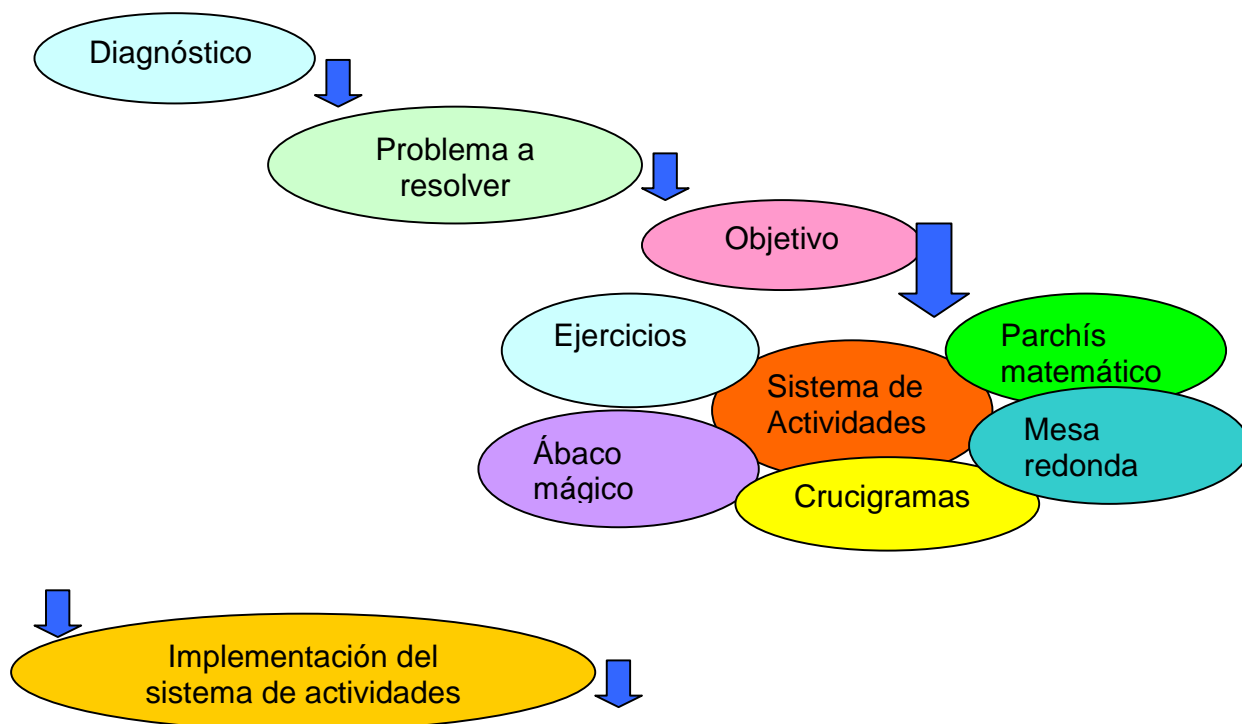 Diagnóstico
Problema a
resolver
Objetivo
Ejercicios
Parchís
matemático
Sistema de
Actividades
Mesa
redonda
Ábaco
mágico
Crucigramas
Implementación del
sistema de actividades